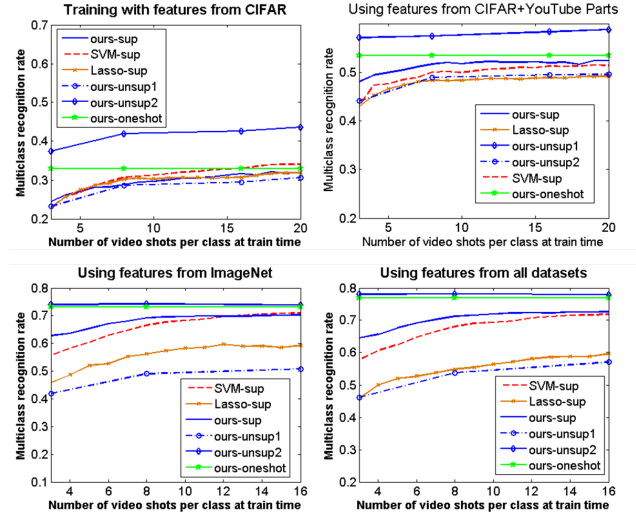 Training with features from CIFAR
Multiclass recognition rate
0.7
0.6
0.5
0.4
0.3
0.2
ours-sup
SVM-sup
Lasso-sup
ours-unsup1
ours-unsup2
ours-oneshot
5 10 15 20
Number of video shots per class at train time
Using features from CIFAR+YouTube Parts
Multiclass recognition rate
0.5
0.4
0.3
0.2
ours-sup
Lasso-sup
ours-unsup1
ours-unsup2
SVM-sup
ours-oneshot
5 10 15 20
Number of video shots per class at train time
Using features from ImageNet
Multiclass recognition rate
0.8
0.7
0.6
0.5
0.4
0.3
0.2
0.1
SVM-sup
Lasso-sup
ours-sup
ours-unsup1
ours-unsup2
ours-oneshot
4 6 8 10 12 14 16
Number of video shots per class at train time
Using features from all datasets
Multiclass recognition rate
0.8
0.7
0.6
0.5
0.4
0.3
0.2
SVM-sup
Lasso-sup
ours-sup
ours-unsup1
ours-unsup2
ours-oneshot
4 6 8 10 12 14 16
Number of video shots per class at train time